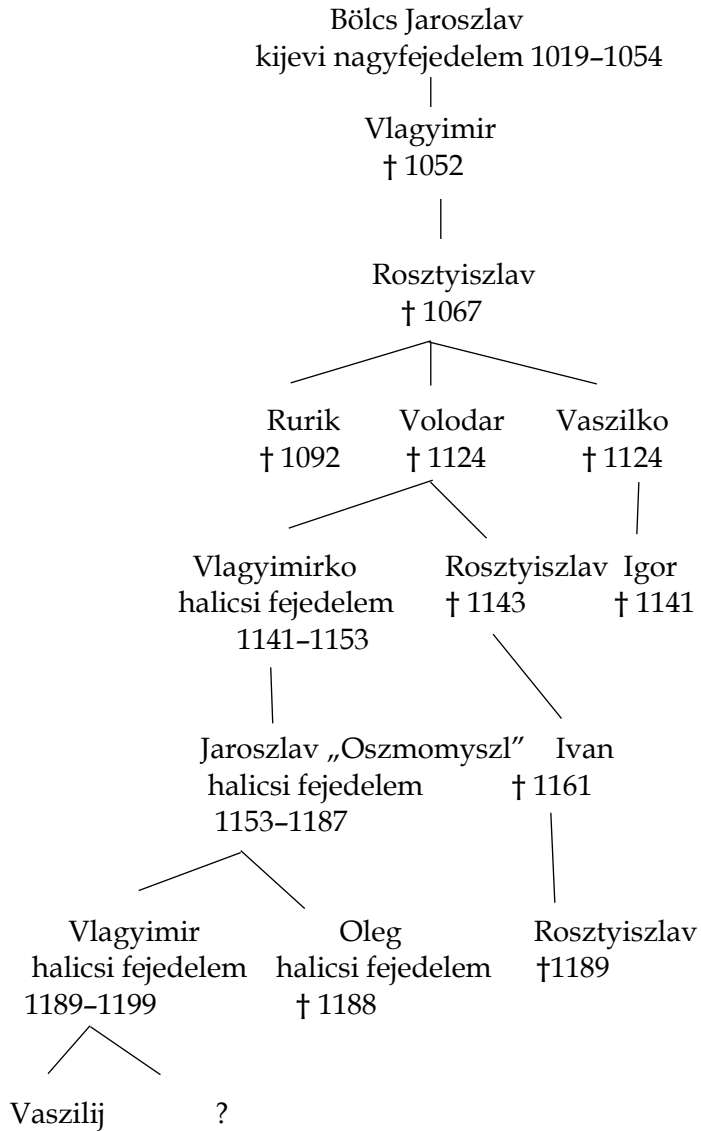 Bölcs Jaroszlav
kijevi nagyfejedelem 1019–1054
Vlagyimir
† 1052
Rosztyiszlav
† 1067
Rurik Volodar Vaszilko
† 1092 † 1124 † 1124
Vlagyimirko Rosztyiszlav Igor
halicsi fejedelem † 1143 † 1141
1141–1153
Jaroszlav „Oszmomyszl” Ivan
halicsi fejedelem † 1161
1153–1187
Vlagyimir Oleg Rosztyiszlav
halicsi fejedelem halicsi fejedelem †1189
1189–1199 † 1188
Vaszilij ?